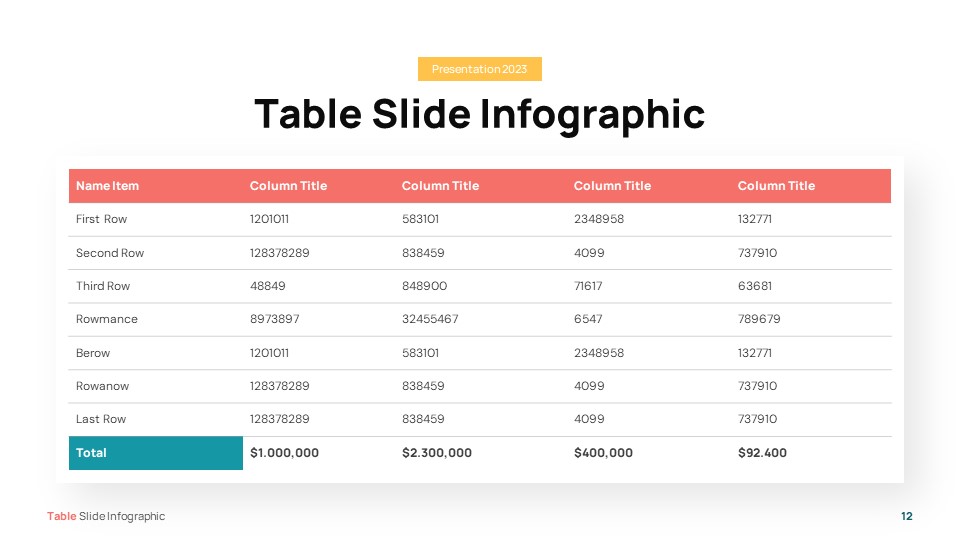 Presentation 2023
Table Slide Infographic
Name Item Column Title Column Title Column Title Column Title
First Row 1201011 583101 2348958 132771
Second Row 128378289 838459 4099 737910
Third Row 48849 848900 71617 63681
Rowmance 8973897 32455467 6547 789679
Berow 1201011 583101 2348958 132771
Rowanow 128378289 838459 4099 737910
Last Row 128378289 838459 4099 737910
Total $1.000,000 $2.300,000 $400,000 $92.400
Table Slide Infographic 12